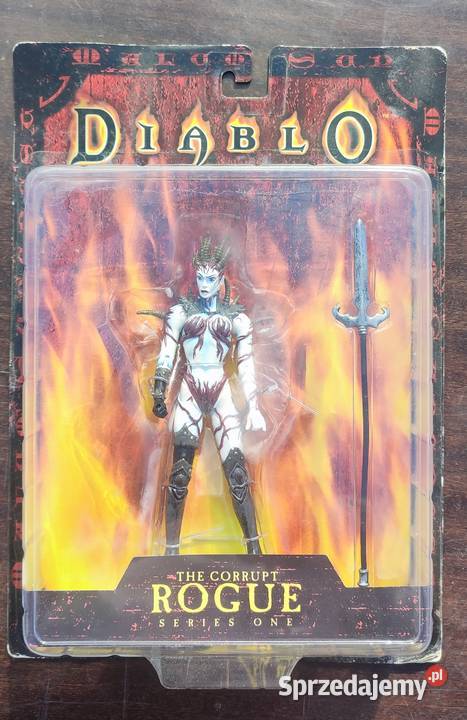 DIABLO
THE CORRUPT
ROGUE
SERIES ONE
Sprzedajemy.pl